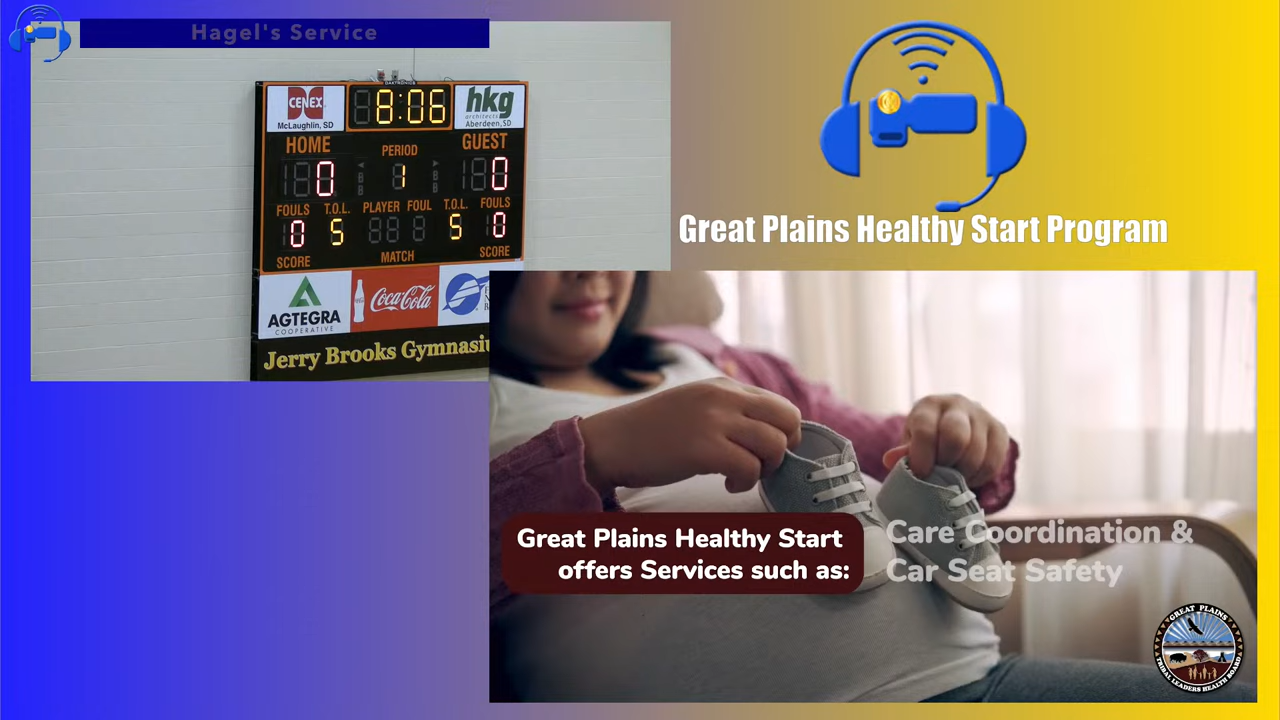 Hagel's Service
CENEX
McLaughlin, SD
8:06
hkg
architects
Aberdeen, SD
HOME
PERIOD
GUEST
0
1
0
FOULS
T.O.L.
PLAYER
FOUL
T.O.L.
FOULS
0
5
5
0
SCORE
MATCH
SCORE
AGTEGRA
COOPERATIVE
Coca-Cola
Jerry Brooks
Great Plains Healthy Start Program
Great Plains Healthy Start
offers Services such as:
Care Coordination &
Car Seat Safety
GREAT PLAINS
TRIBAL LEADERS HEALTH BOARD